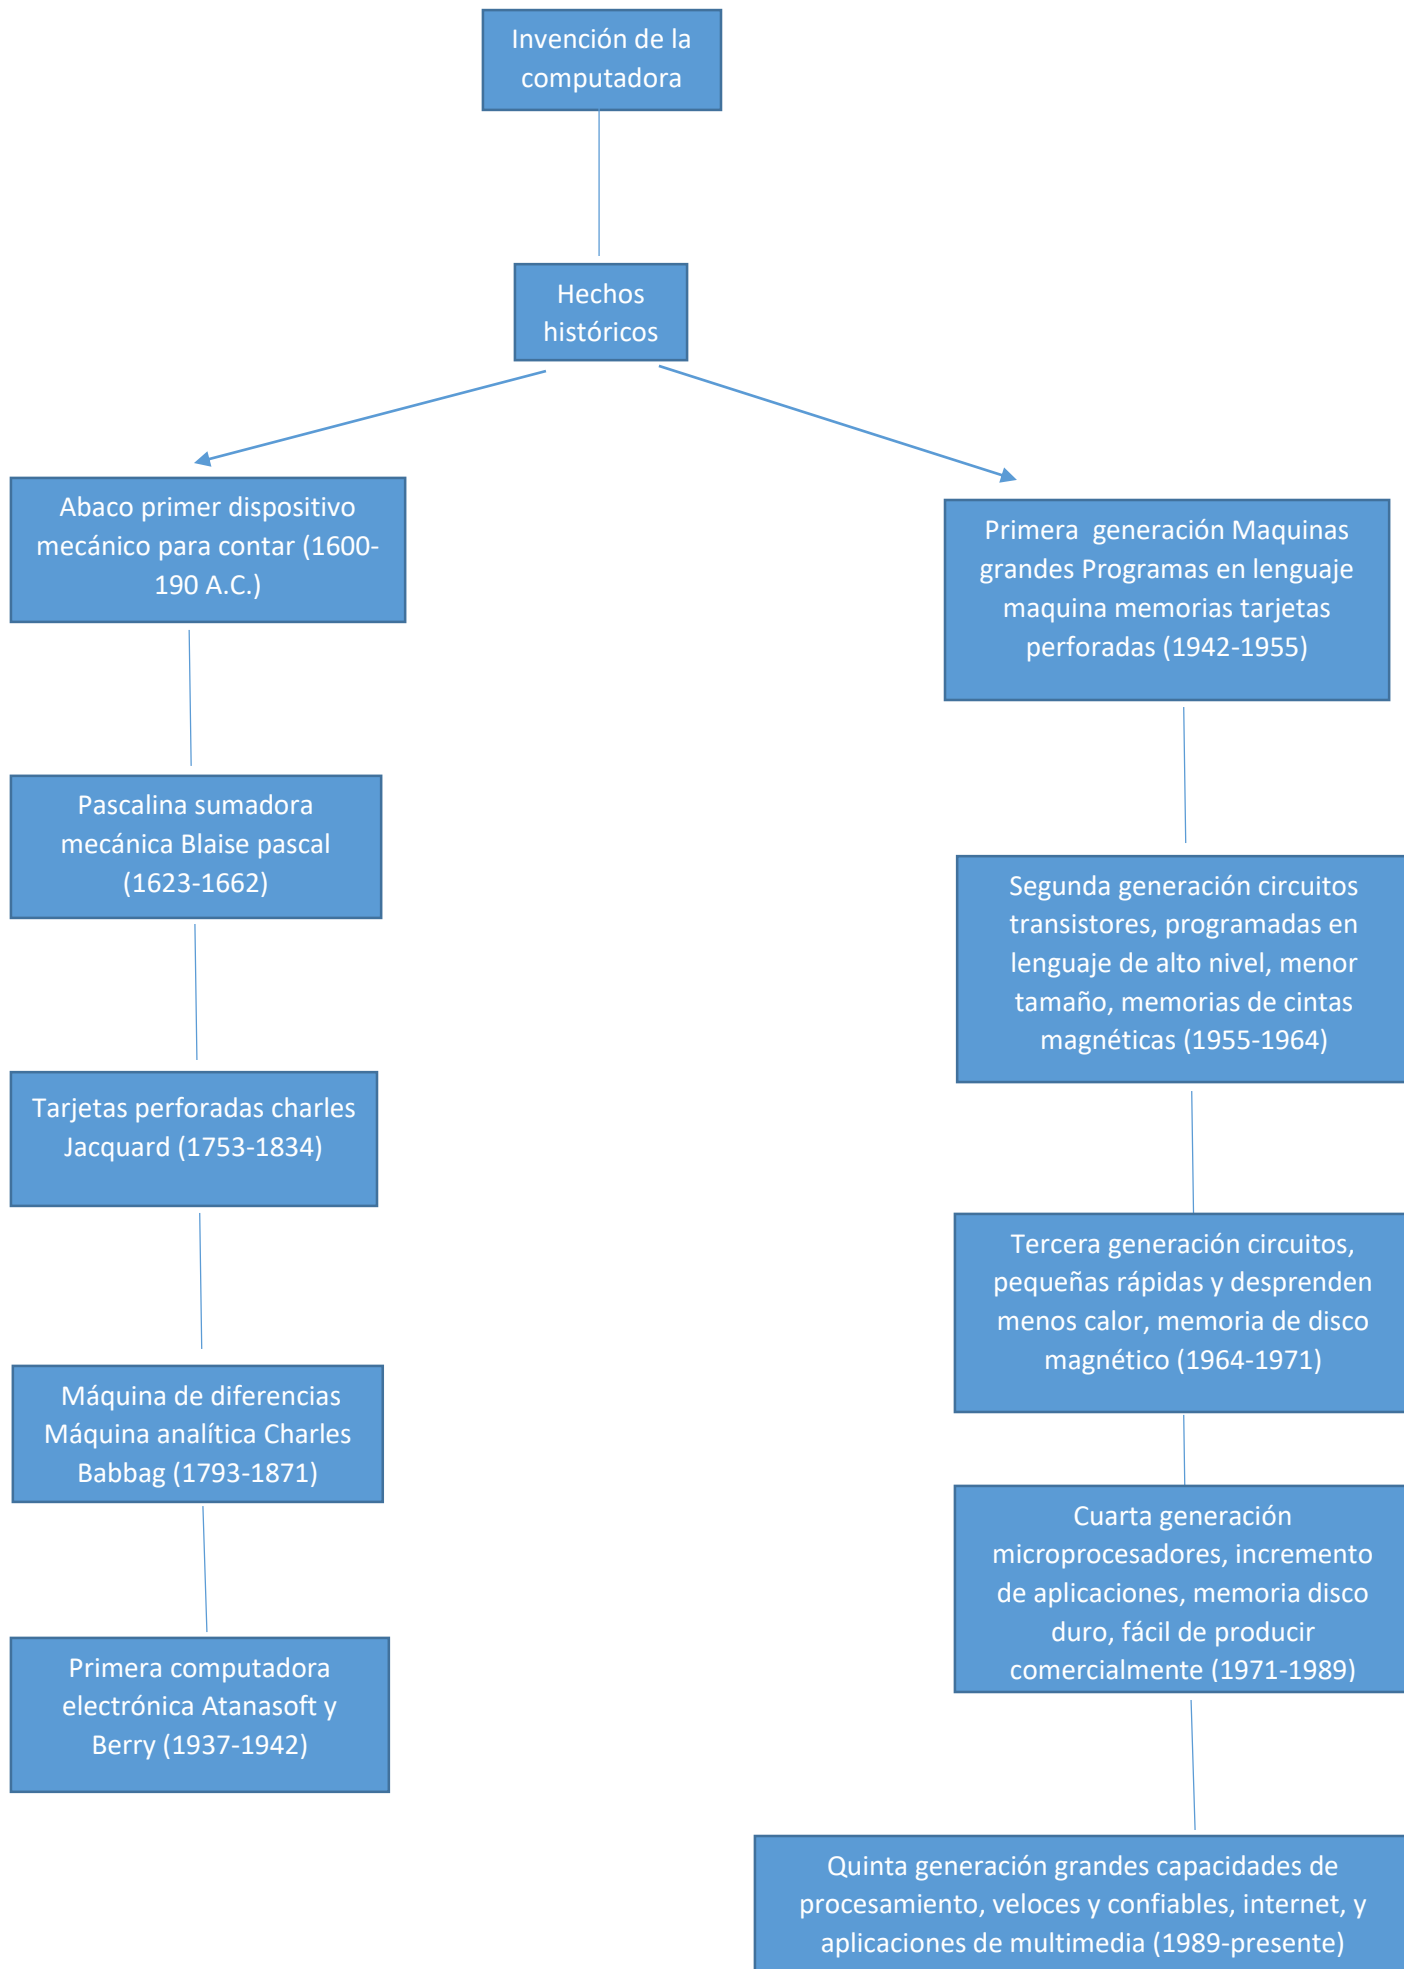 Invención de la
computadora
Hechos
históricos
Abaco primer dispositivo
mecánico para contar (1600-
190 A.C.)
Pascalina sumadora
mecánica Blaise pascal
(1623-1662)
Tarjetas perforadas charles
Jacquard (1753-1834)
Máquina de diferencias
Máquina analítica Charles
Babbag (1793-1871)
Primera computadora
electrónica Atanasoft y
Berry (1937-1942)
Primera  generación Maquinas
grandes Programas en lenguaje
maquina memorias tarjetas
perforadas (1942-1955)
Segunda generación circuitos
transistores, programadas en
lenguaje de alto nivel, menor
tamaño, memorias de cintas
magnéticas (1955-1964)
Tercera generación circuitos,
pequeñas rápidas y desprenden
menos calor, memoria de disco
magnético (1964-1971)
Cuarta generación
microprocesadores, incremento
de aplicaciones, memoria disco
duro, fácil de producir
comercialmente (1971-1989)
Quinta generación grandes capacidades de
procesamiento, veloces y confiables, internet, y
aplicaciones de multimedia (1989-presente)